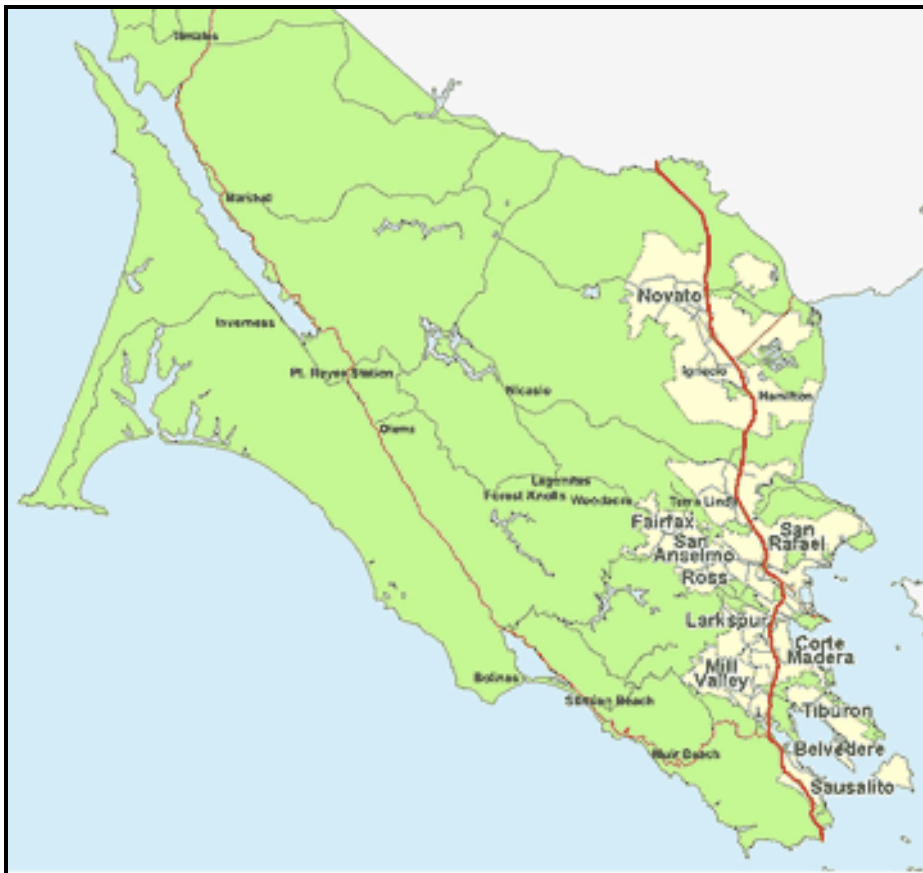 Tomales
Marshall
Novato
Inverness
Pt. Reyes Station
Ignacio
Nicasio
Hamilton
Olema
Lagunitas
Forest Knolls
Woodacre
Terra Linda
Fairfax
San
Rafael
San
Anselmo
Ross
Larkspur
Corte
Madera
Mill
Valley
Bolinas
Stinson Beach
Tiburon
Muir Beach
Belvedere
Sausalito